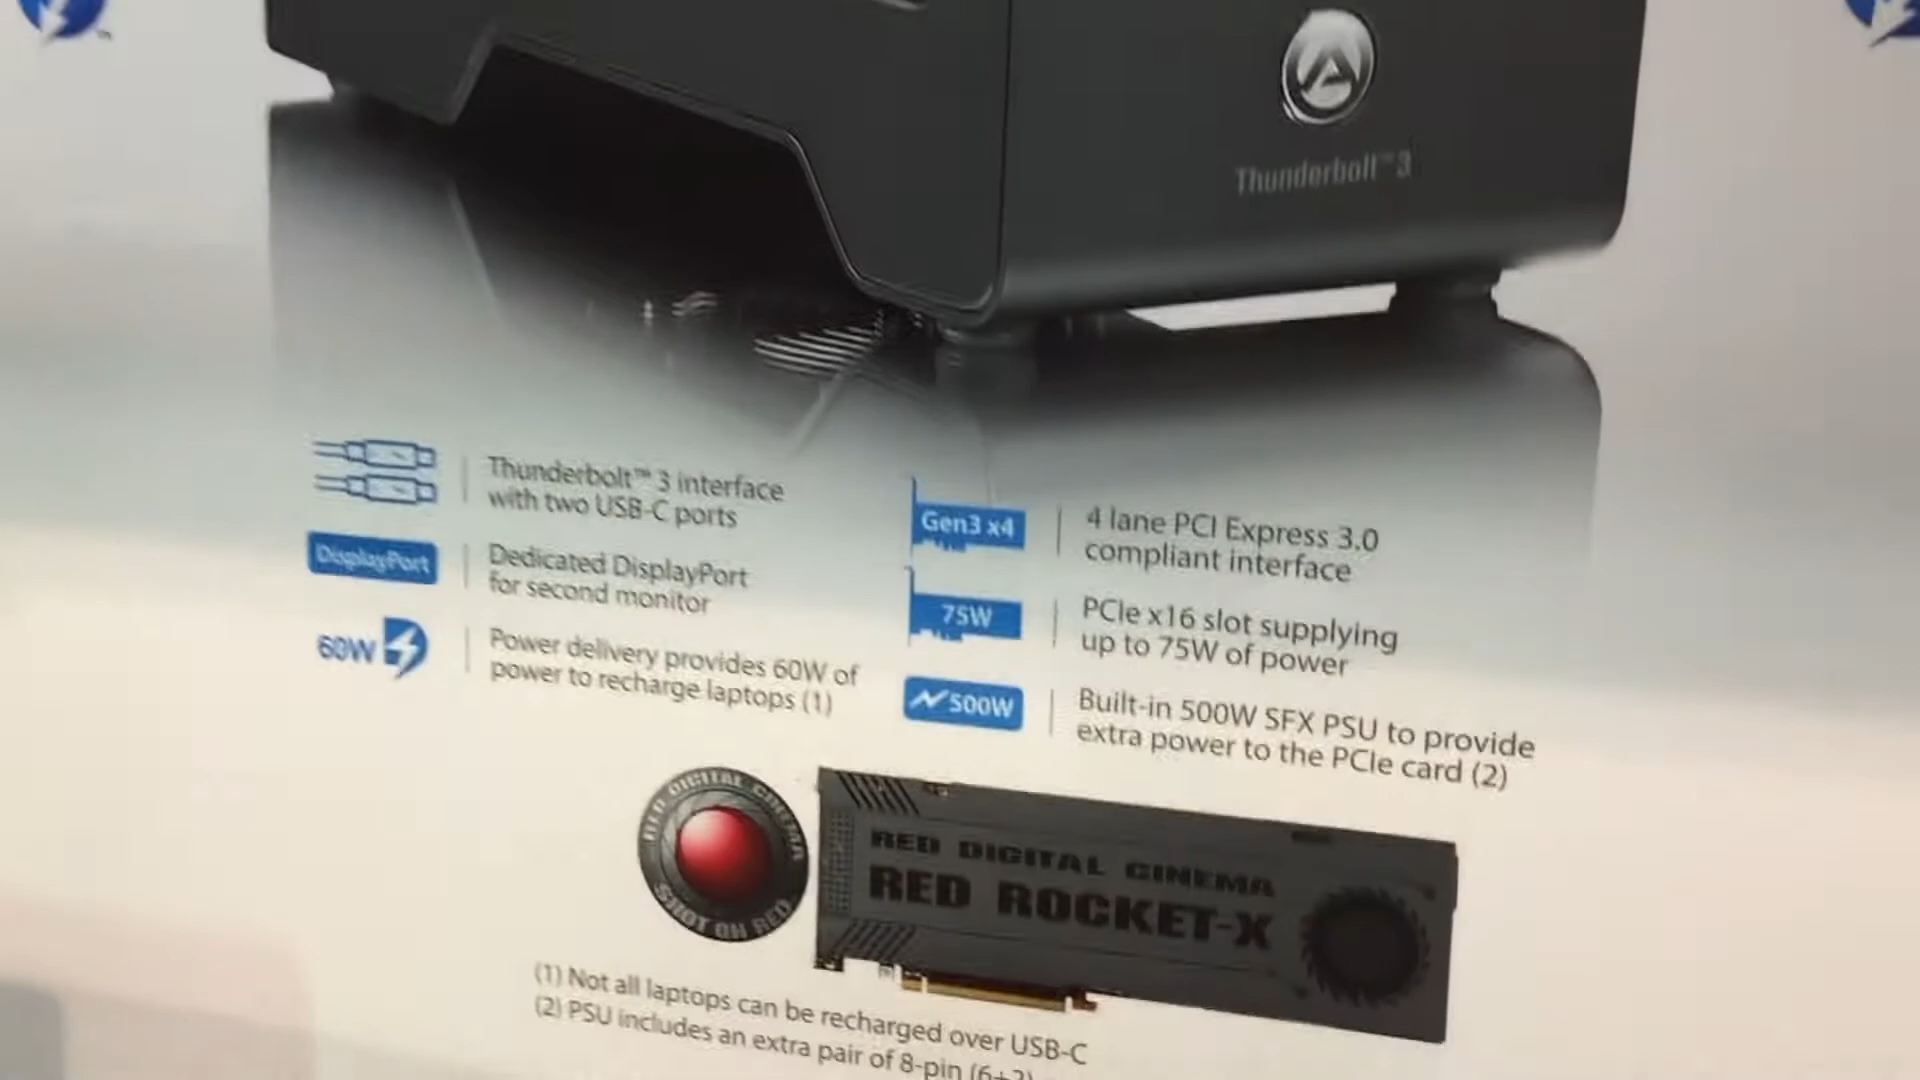 Thunderbolt™ 3
Thunderbolt™ 3 interface
with two USB-C ports
DisplayPort
Dedicated DisplayPort
for second monitor
60W
Power delivery provides 60W of
power to recharge laptops (1)
Gen3 x4
4 lane PCI Express 3.0
compliant interface
75W
PCIe x16 slot supplying
up to 75W of power
500W
Built-in 500W SFX PSU to provide
extra power to the PCIe card (2)
RED DIGITAL CINEMA
SHOT ON RED
RED DIGITAL CINEMA
RED ROCKET-X
(1) Not all laptops can be recharged over USB-C
(2) PSU includes an extra pair of 8-pin (6+2)